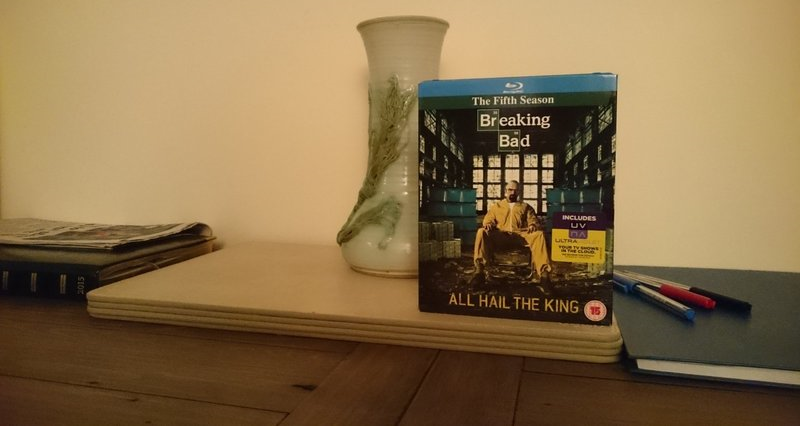 2015
The Fifth Season
Breaking
Bad
INCLUDES
UV
ULTRAVIOLET
YOUR TV SHOWS
IN THE CLOUD.
ALL HAIL THE KING
15